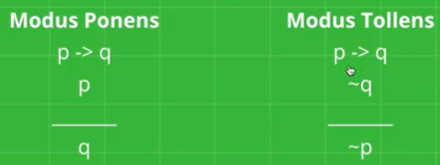 Modus Ponens
p -> q
p
q
Modus Tollens
p -> q
~q
~p